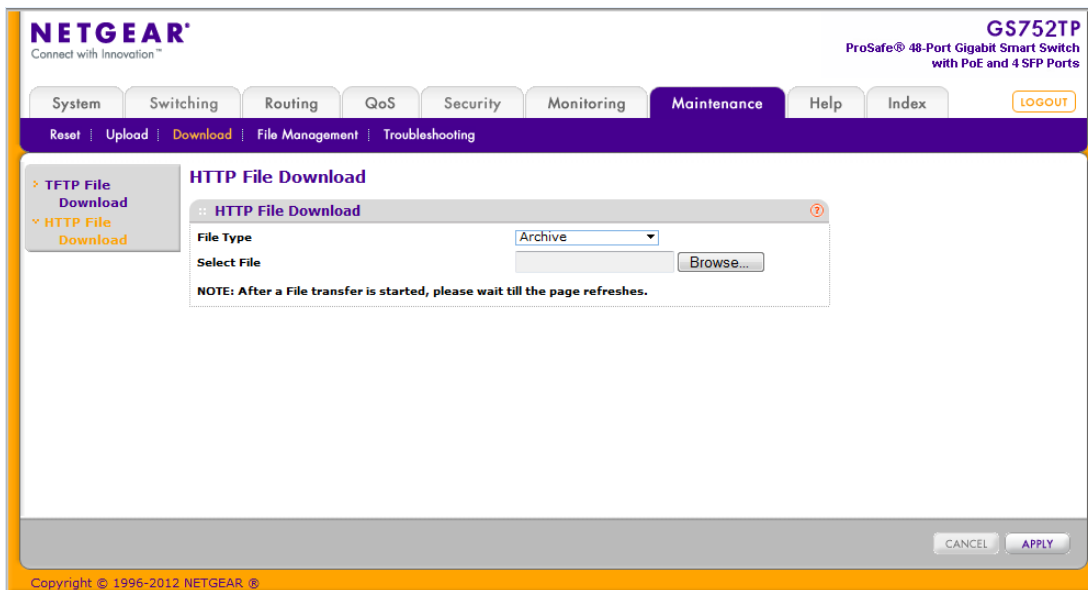 NETGEAR®
Connect with Innovation™
GS752TP
ProSafe® 48-Port Gigabit Smart Switch
with PoE and 4 SFP Ports
System Switching Routing QoS Security Monitoring Maintenance Help Index LOGOUT
Reset | Upload | Download | File Management | Troubleshooting
TFTP File
Download
HTTP File
Download
HTTP File Download
HTTP File Download ?
File Type Archive
Select File Browse...
NOTE: After a File transfer is started, please wait till the page refreshes.
CANCEL APPLY
Copyright © 1996-2012 NETGEAR ®